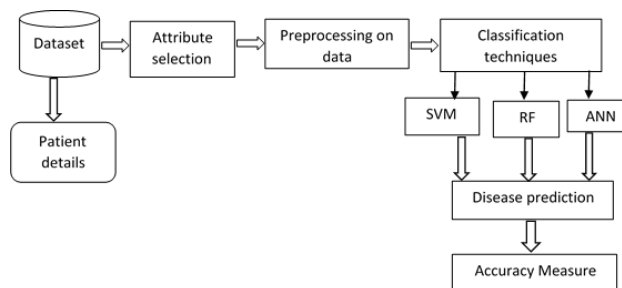 Dataset
Attribute
selection
Preprocessing on
data
Classification
techniques
Patient
details
SVM
RF
ANN
Disease prediction
Accuracy Measure